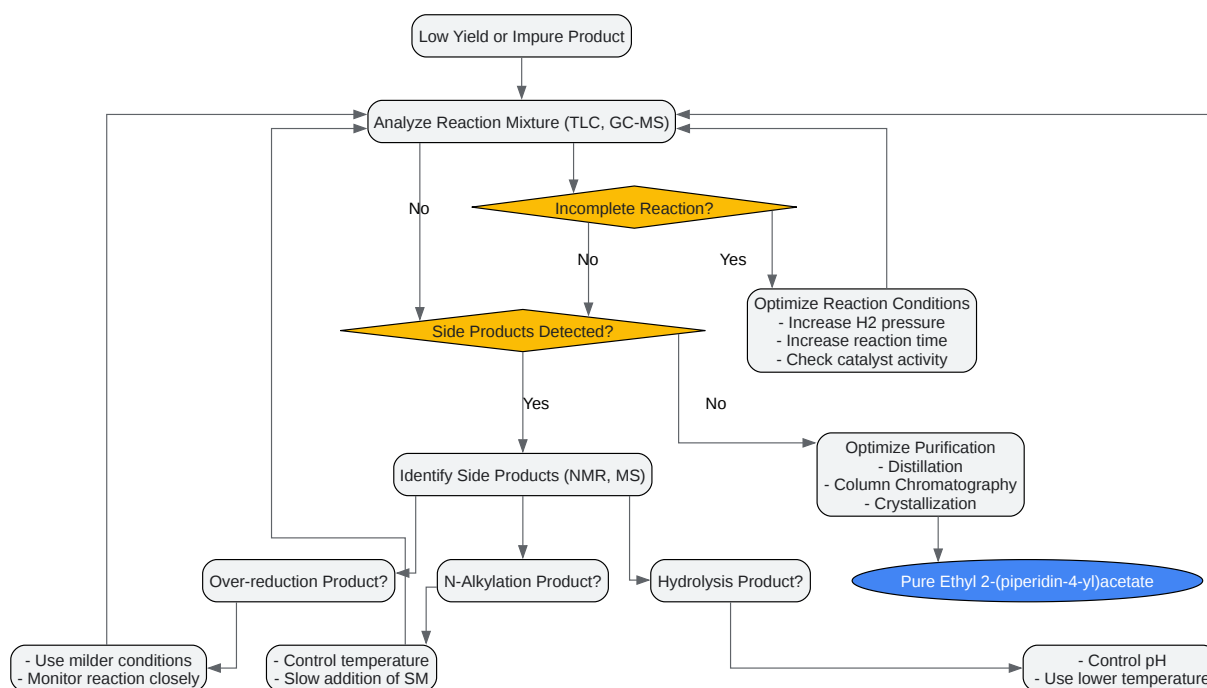 Low Yield or Impure Product
Analyze Reaction Mixture (TLC, GC-MS)
No
Incomplete Reaction?
No
Yes
Optimize Reaction Conditions
- Increase H2 pressure
- Increase reaction time
- Check catalyst activity
Side Products Detected?
Yes
No
Optimize Purification
- Distillation
- Column Chromatography
- Crystallization
Identify Side Products (NMR, MS)
Over-reduction Product?
N-Alkylation Product?
Hydrolysis Product?
Pure Ethyl 2-(piperidin-4-yl)acetate
- Use milder conditions
- Monitor reaction closely
- Control temperature
- Slow addition of SM
- Control pH
- Use lower temperature